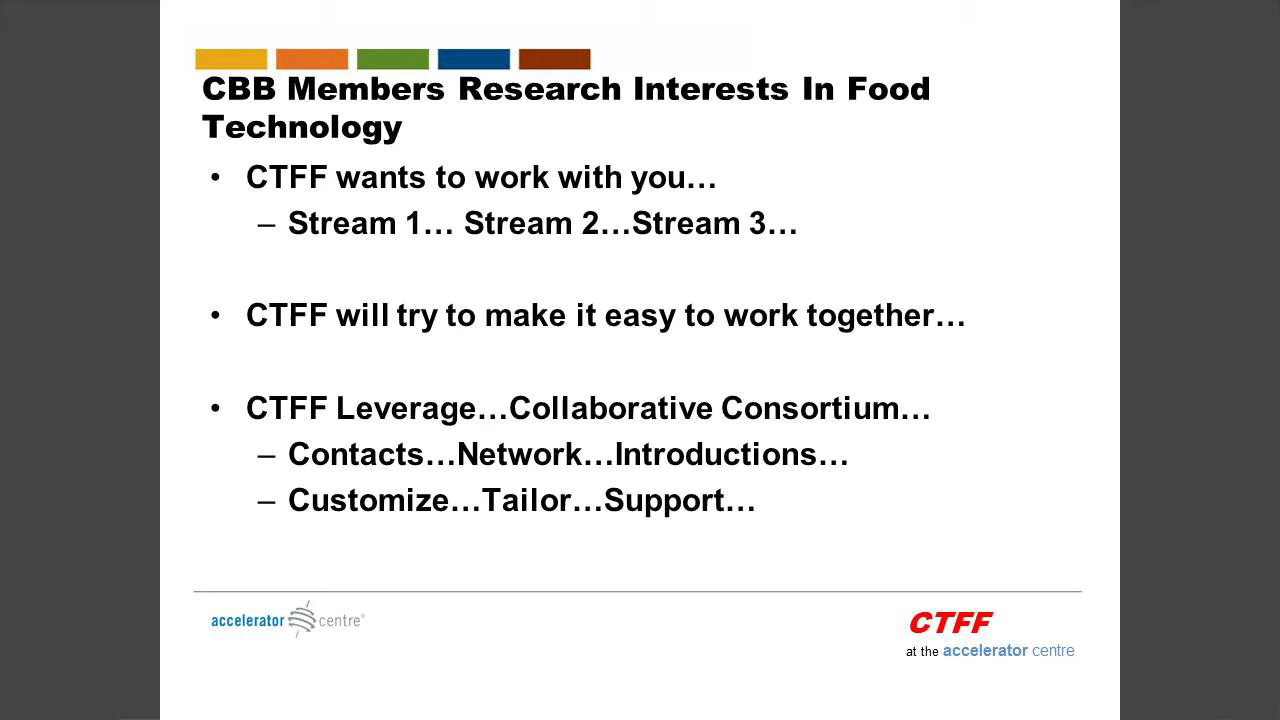 CBB Members Research Interests In Food
Technology
• CTFF wants to work with you…
– Stream 1… Stream 2…Stream 3…
• CTFF will try to make it easy to work together…
• CTFF Leverage…Collaborative Consortium…
– Contacts…Network…Introductions…
– Customize…Tailor…Support…
accelerator centre®
CTFF
at the accelerator centre